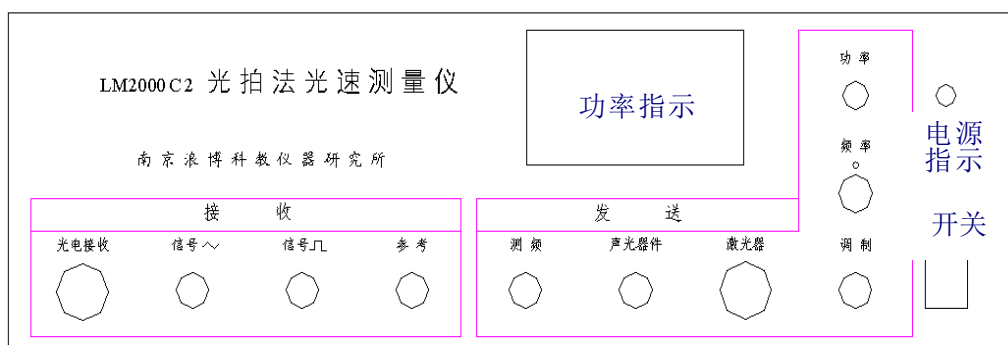 LM2000C2 光拍法光速测量仪
南京浪博科教仪器研究所
功率指示
功率
频率
电源
指示
开关
接 收
光电接收
信号
信号
参考
发 送
测频
声光器件
激光器
调制